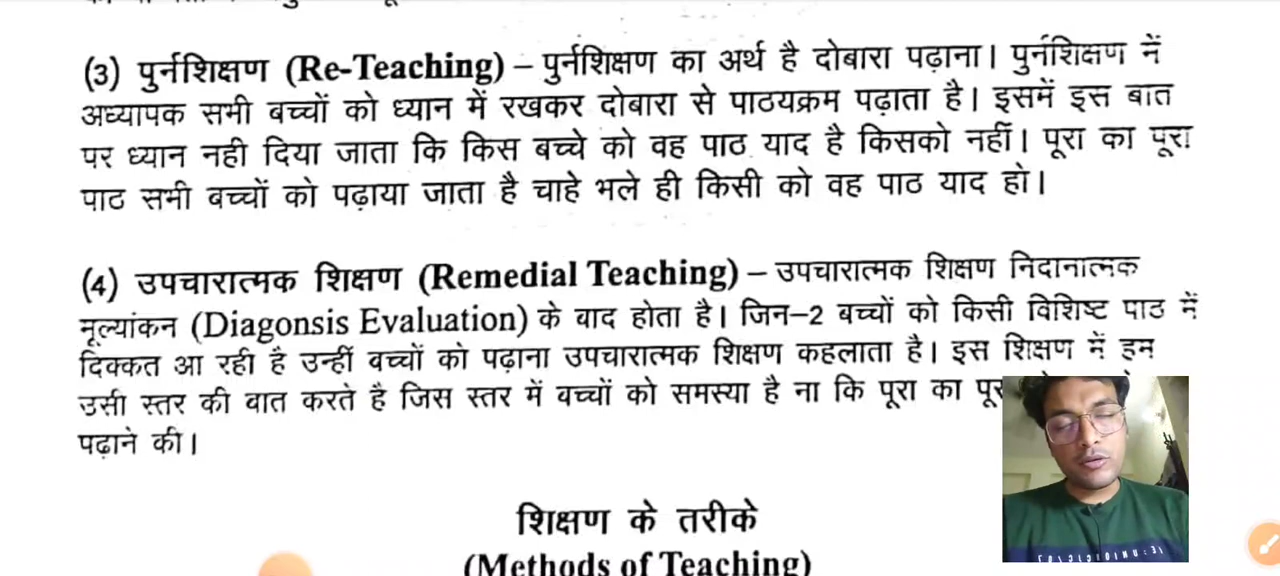 (3) पुर्नशिक्षण (Re-Teaching) – पुर्नशिक्षण का अर्थ है दोबारा पढ़ाना। पुर्नशिक्षण में
अध्यापक सभी बच्चों को ध्यान में रखकर दोबारा से पाठयक्रम पढ़ाता है। इसमें इस बात
पर ध्यान नही दिया जाता कि किस बच्चे को वह पाठ याद है किसको नहीं। पूरा का पूरा
पाठ सभी बच्चों को पढ़ाया जाता है चाहे भले ही किसी को वह पाठ याद हो।
(4) उपचारात्मक शिक्षण (Remedial Teaching) – उपचारात्मक शिक्षण निदानात्मक
मूल्यांकन (Diagonsis Evaluation) के बाद होता है। जिन–2 बच्चों को किसी विशिष्ट पाठ में
दिक्कत आ रही है उन्हीं बच्चों को पढ़ाना उपचारात्मक शिक्षण कहलाता है। इस शिक्षण में हम
उसी स्तर की बात करते है जिस स्तर में बच्चों को समस्या है ना कि पूरा का
पढ़ाने की।
शिक्षण के तरीके
(Methods of Teaching)